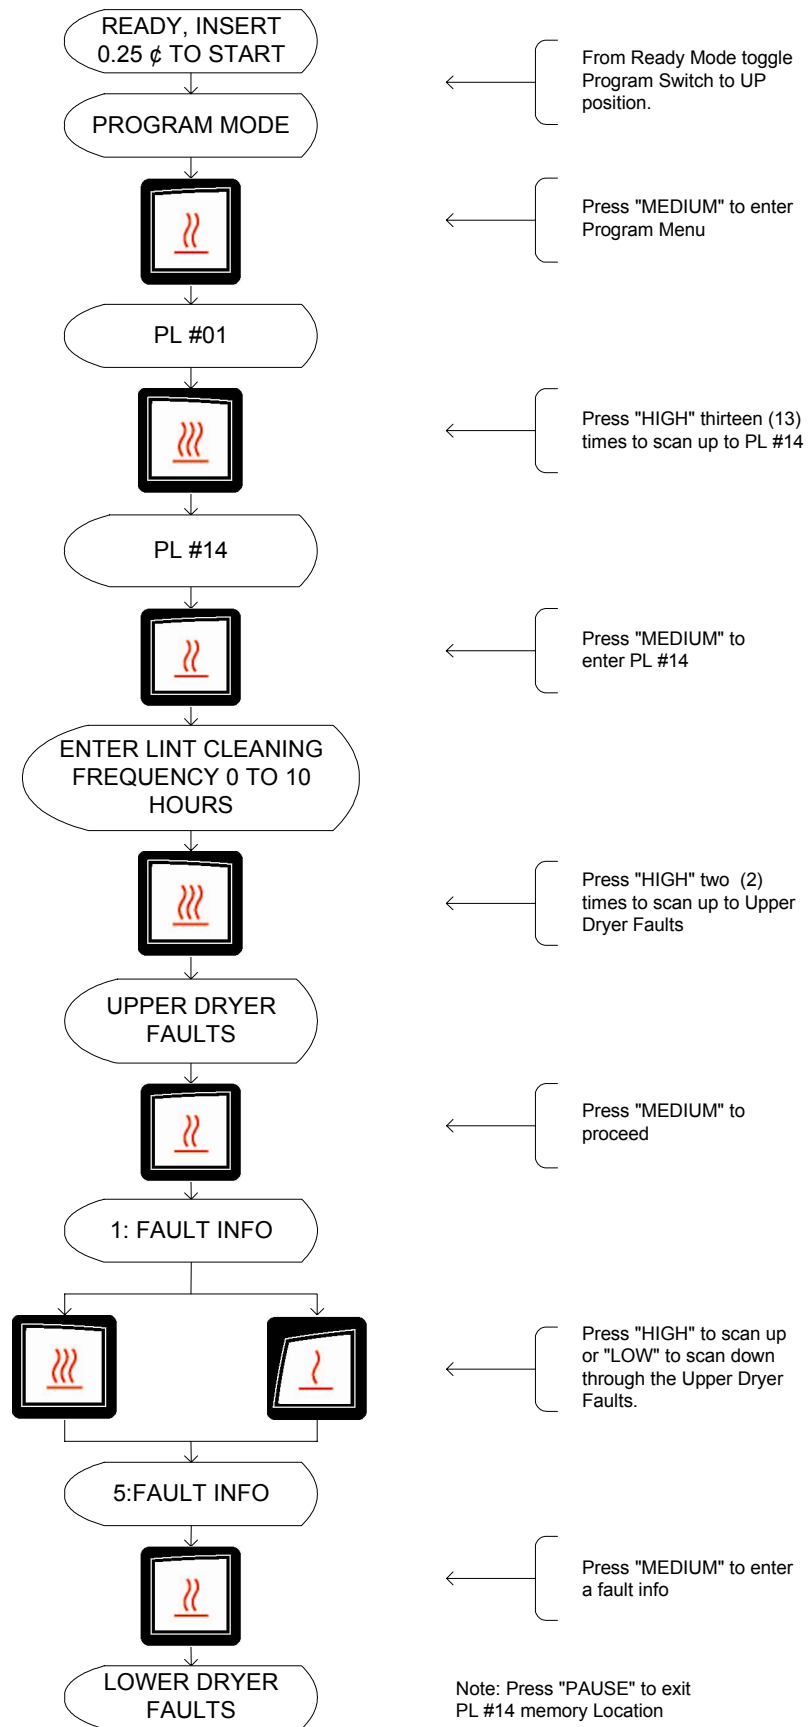 READY, INSERT
0.25 ¢ TO START
From Ready Mode toggle
Program Switch to UP
position.
PROGRAM MODE
Press "MEDIUM" to enter
Program Menu
PL #01
Press "HIGH" thirteen (13)
times to scan up to PL #14
PL #14
Press "MEDIUM" to
enter PL #14
ENTER LINT CLEANING
FREQUENCY 0 TO 10
HOURS
Press "HIGH" two (2)
times to scan up to Upper
Dryer Faults
UPPER DRYER
FAULTS
Press "MEDIUM" to
proceed
1: FAULT INFO
Press "HIGH" to scan up
or "LOW" to scan down
through the Upper Dryer
Faults.
5:FAULT INFO
Press "MEDIUM" to enter
a fault info
LOWER DRYER
FAULTS
Note: Press "PAUSE" to exit
PL #14 memory Location